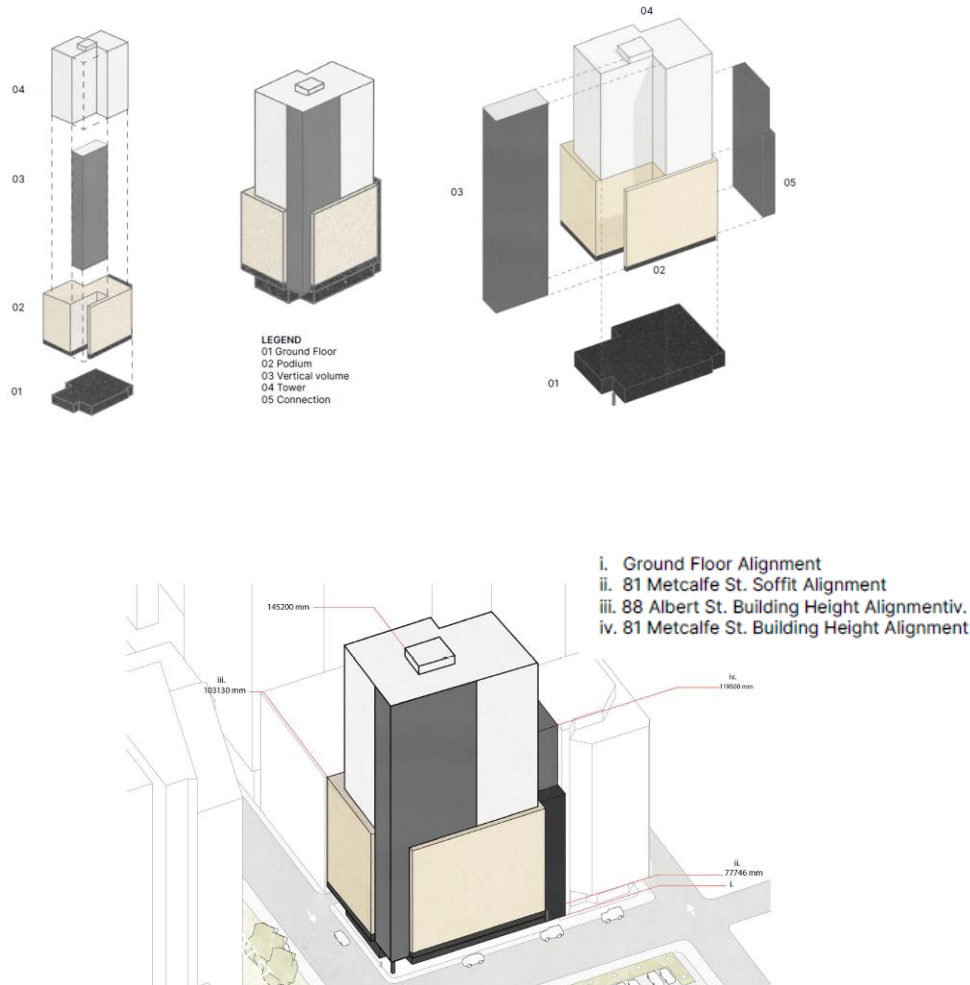 04
03
02
01
LEGEND
01 Ground Floor
02 Podium
03 Vertical volume
04 Tower
05 Connection
04
03
05
02
01
i. Ground Floor Alignment
ii. 81 Metcalfe St. Soffit Alignment
iii. 88 Albert St. Building Height Alignmentiv.
iv. 81 Metcalfe St. Building Height Alignment
145200 mm
iii.
103130 mm
iv.
119500 mm
ii.
77746 mm
i.